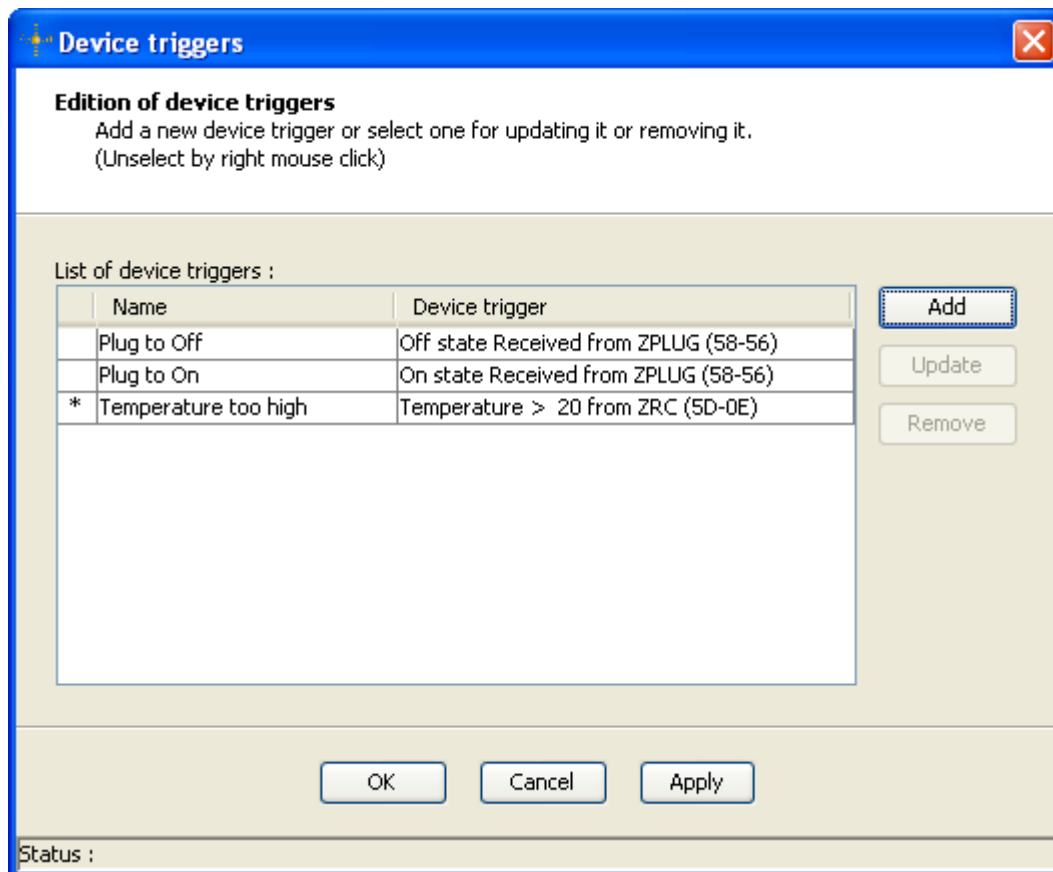 Device triggers
Edition of device triggers
Add a new device trigger or select one for updating it or removing it.
(Unselect by right mouse click)
List of device triggers :
Name Device trigger
Plug to Off Off state Received from ZPLUG (58-56)
Plug to On On state Received from ZPLUG (58-56)
* Temperature too high Temperature > 20 from ZRC (5D-0E)
Add
Update
Remove
OK Cancel Apply
Status :